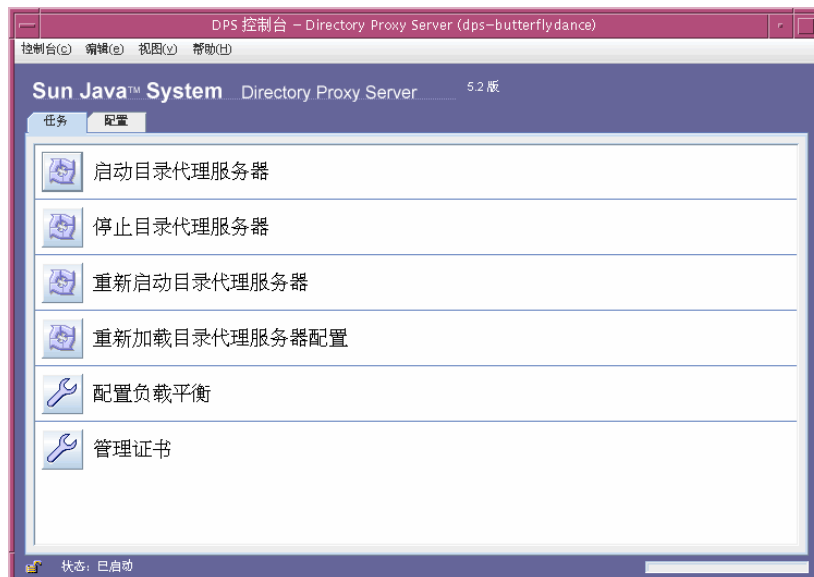 DPS 控制台 – Directory Proxy Server (dps-butterflydance)
控制台(c) 编辑(e) 视图(v) 帮助(H)
Sun Java™ System Directory Proxy Server 5.2 版
任务 配置
启动目录代理服务器
停止目录代理服务器
重新启动目录代理服务器
重新加载目录代理服务器配置
配置负载平衡
管理证书
状态: 已启动